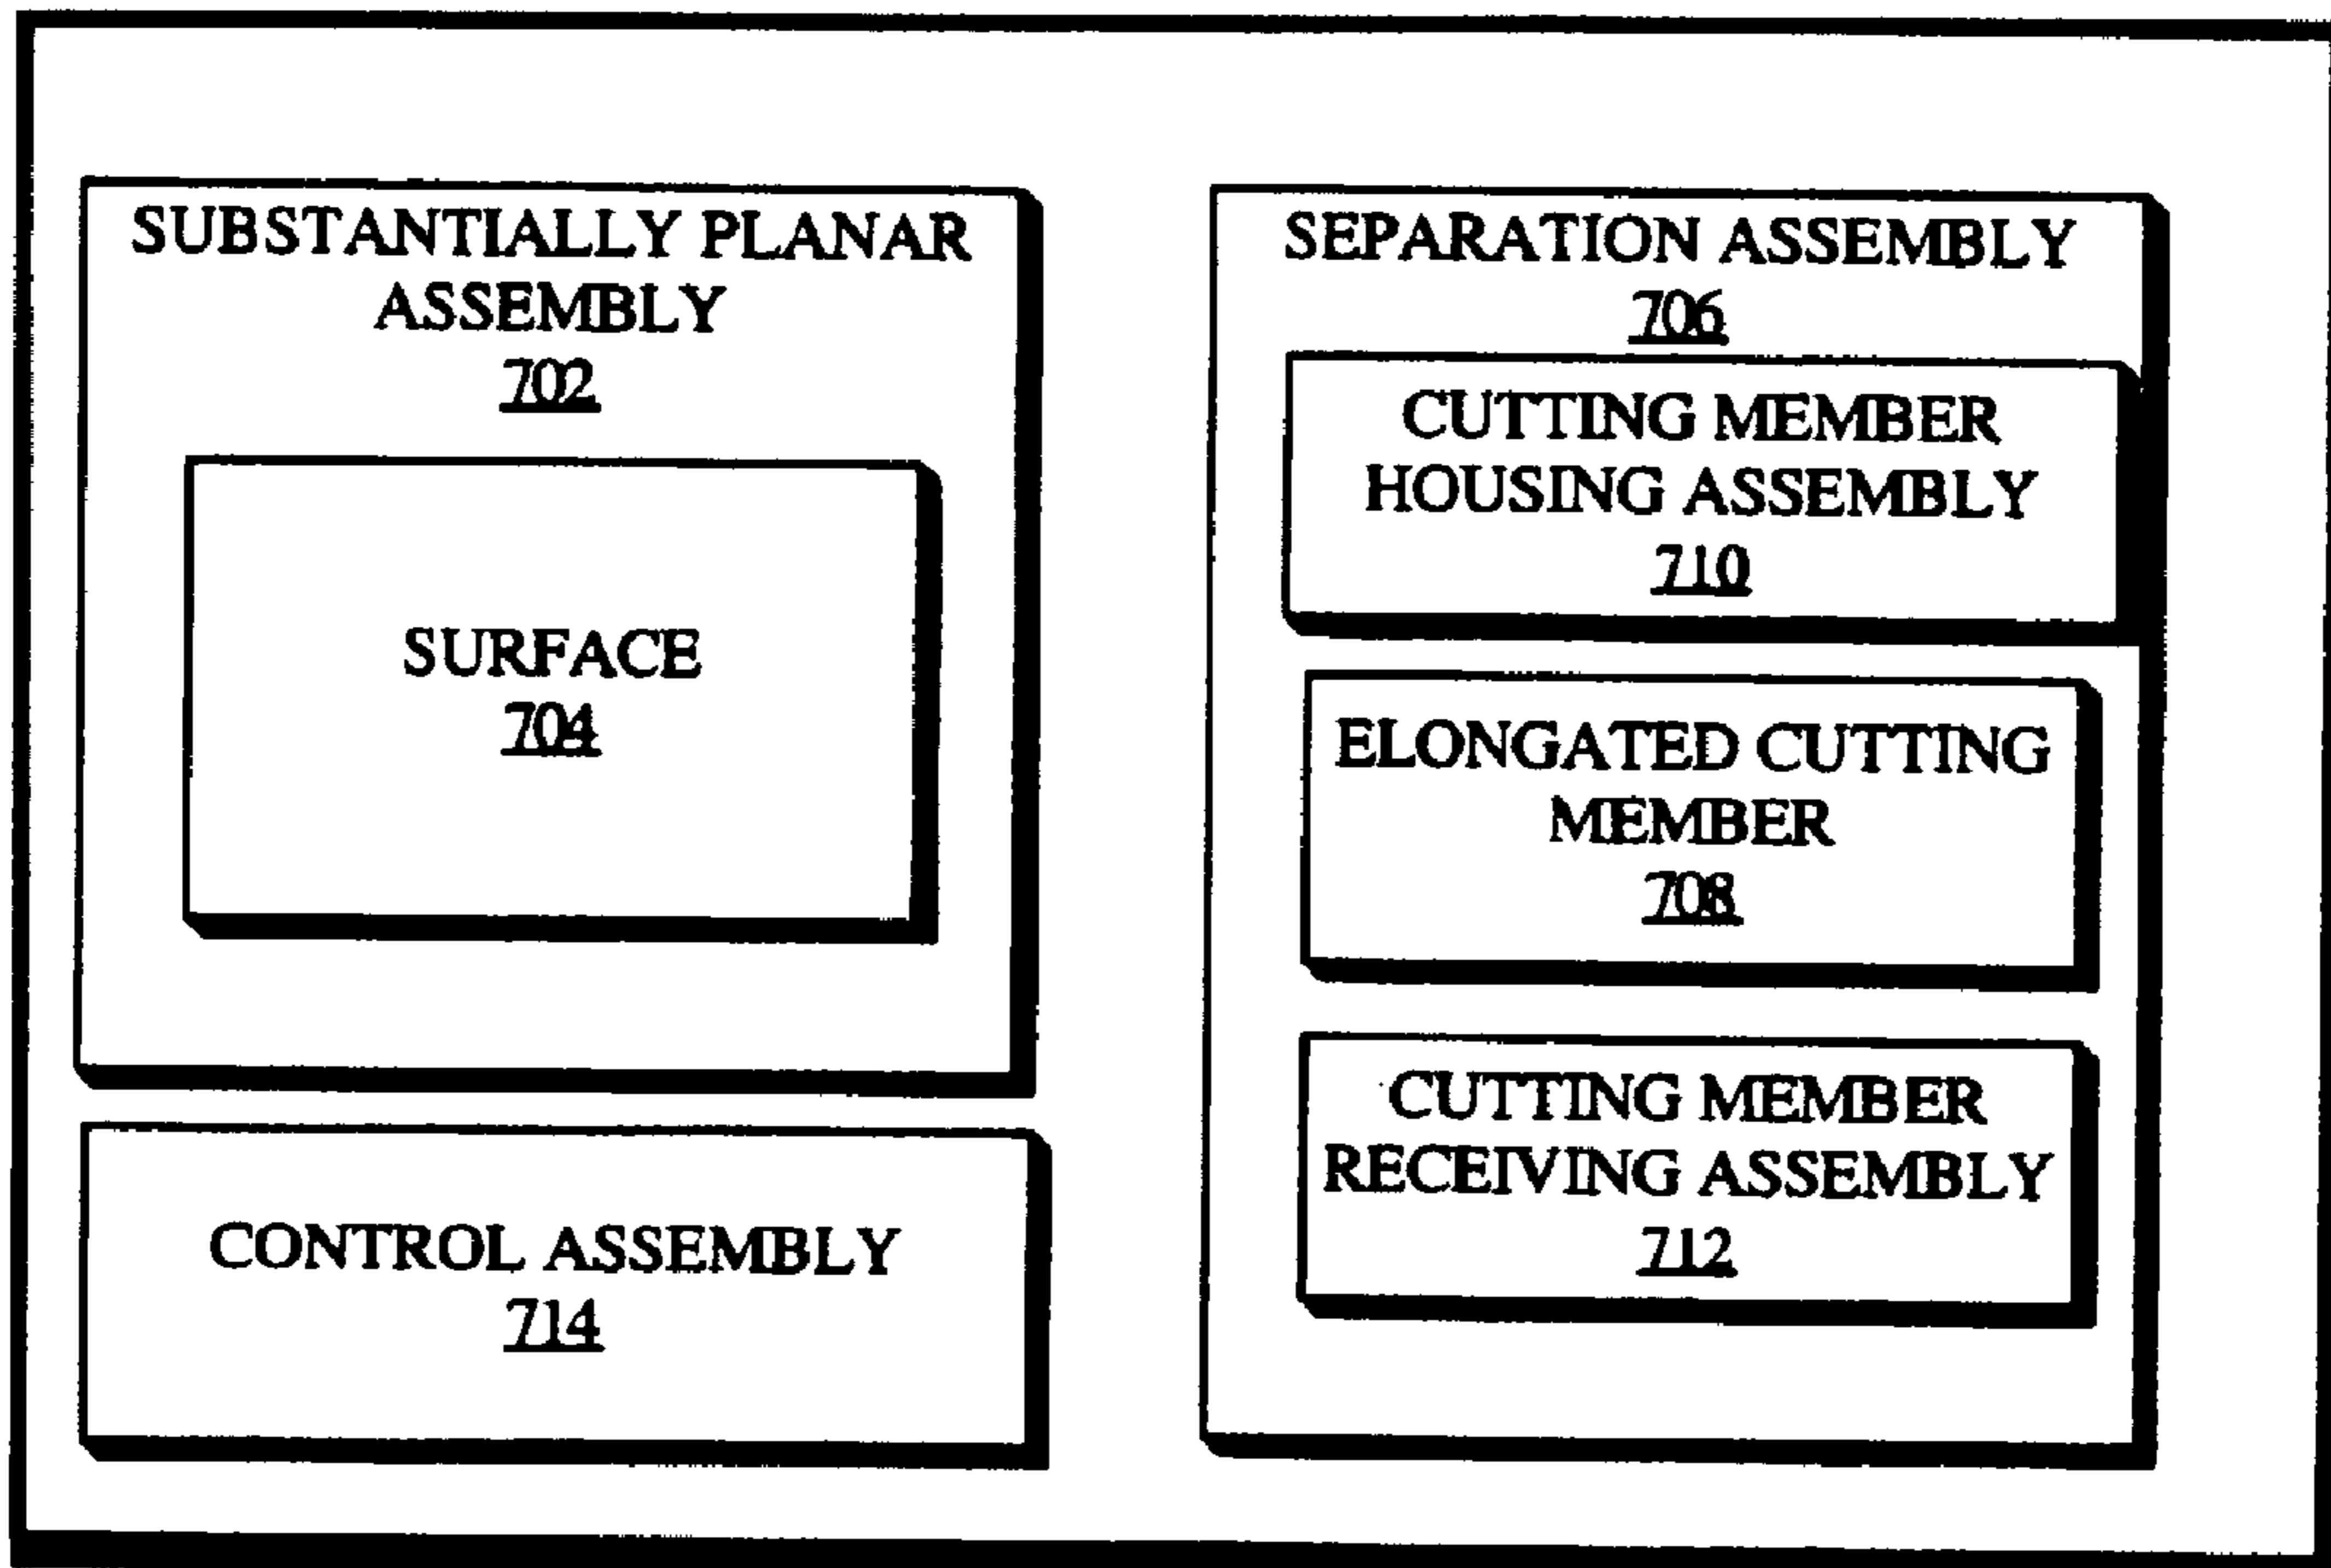 SUBSTANTIALLY PLANAR
ASSEMBLY
702
SURFACE
704
CONTROL ASSEMBLY
714
SEPARATION ASSEMBLY
706
CUTTING MEMBER
HOUSING ASSEMBLY
710
ELONGATED CUTTING
MEMBER
708
CUTTING MEMBER
RECEIVING ASSEMBLY
712